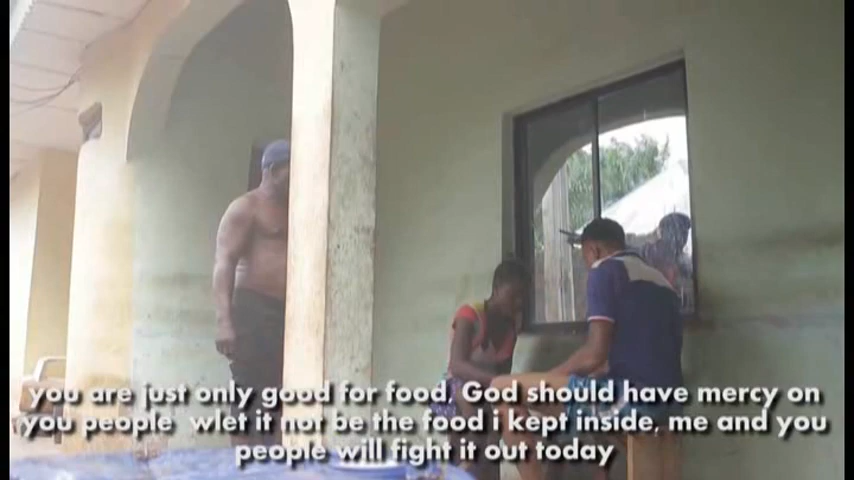 you are just only good for food, God should have mercy on
you people wlet it not be the food i kept inside, me and you
people will fight it out today